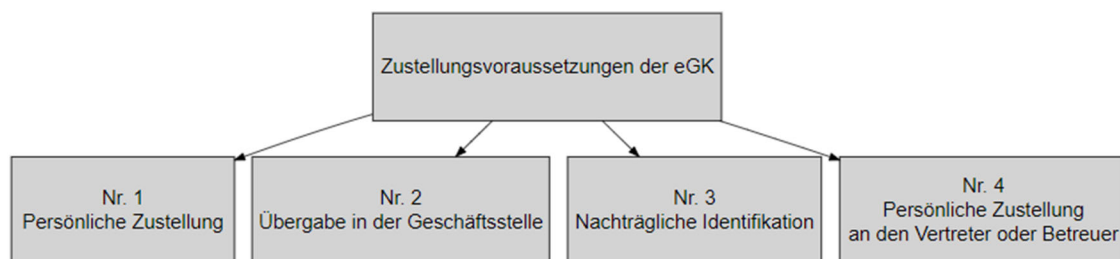 Zustellungsvoraussetzungen der eGK
Nr. 1
Persönliche Zustellung
Nr. 2
Übergabe in der Geschäftsstelle
Nr. 3
Nachträgliche Identifikation
Nr. 4
Persönliche Zustellung
an den Vertreter oder Betreuer